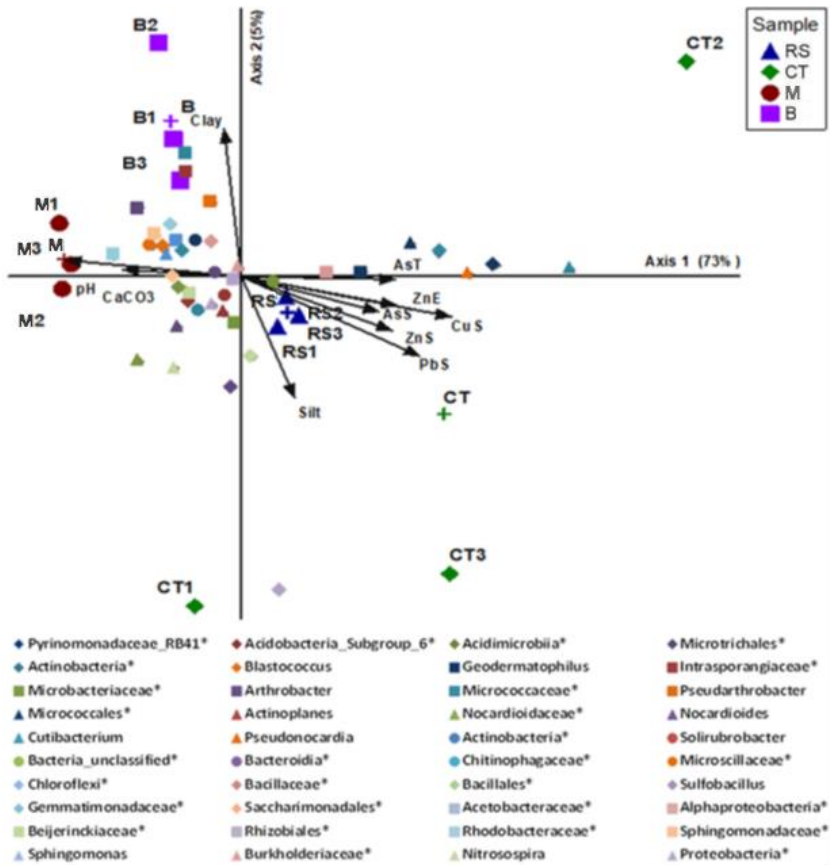 B2
Axis 2 (5%)
CT2
Sample
RS
CT
M
B
B
B1
Clay
B3
M1
M3 M
AsT
Axis 1 (73% )
pH
CaCO3
ZnE
RS
RS2
AsS
CuS
M2
RS3
ZnS
RS1
PbS
CT
Silt
CT3
CT1
Pyrinomonadaceae_RB41* Acidobacteria_Subgroup_6* Acidimicrobiia* Microtrichales*
Actinobacteria* Blastococcus Geodermatophilus Intrasporangiaceae*
Microbacteriaceae* Arthrobacter Micrococcaceae* Pseudarthrobacter
Micrococcales* Actinoplanes Nocardioidaceae* Nocardioides
Cutibacterium Pseudonocardia Actinobacteria* Solirubrobacter
Bacteria_unclassified* Bacteroidia* Chitinophagaceae* Microscillaceae*
Chloroflexi* Bacillaceae* Bacillales* Sulfobacillus
Gemmatimonadaceae* Saccharimonadales* Acetobacteraceae* Alphaproteobacteria*
Beijerinckiaceae* Rhizobiales* Rhodobacteraceae* Sphingomonadaceae*
Sphingomonas Burkholderiaceae* Nitrosospira Proteobacteria*